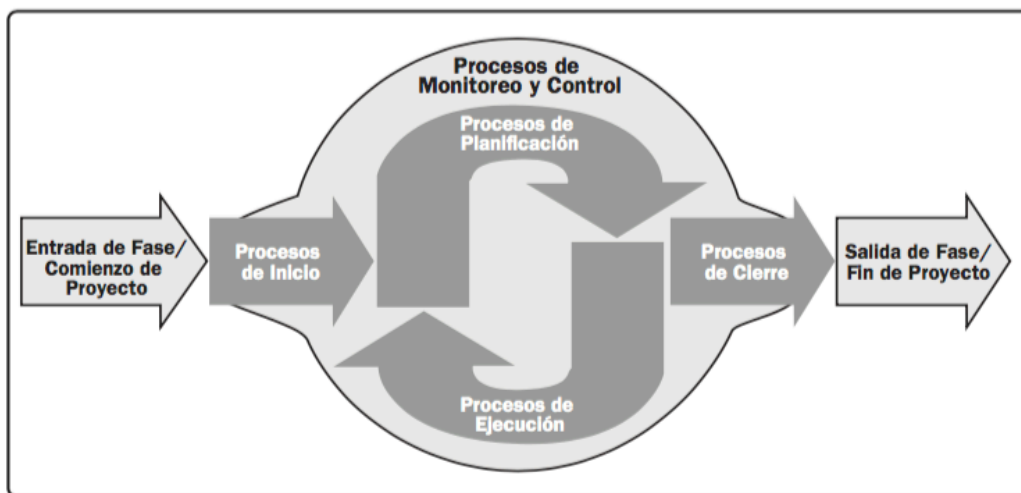 Procesos de
Monitoreo y Control
Procesos de
Planificación
Entrada de Fase/
Comienzo de
Proyecto
Procesos
de Inicio
Procesos
de Cierre
Salida de Fase/
Fin de Proyecto
Procesos de
Ejecución